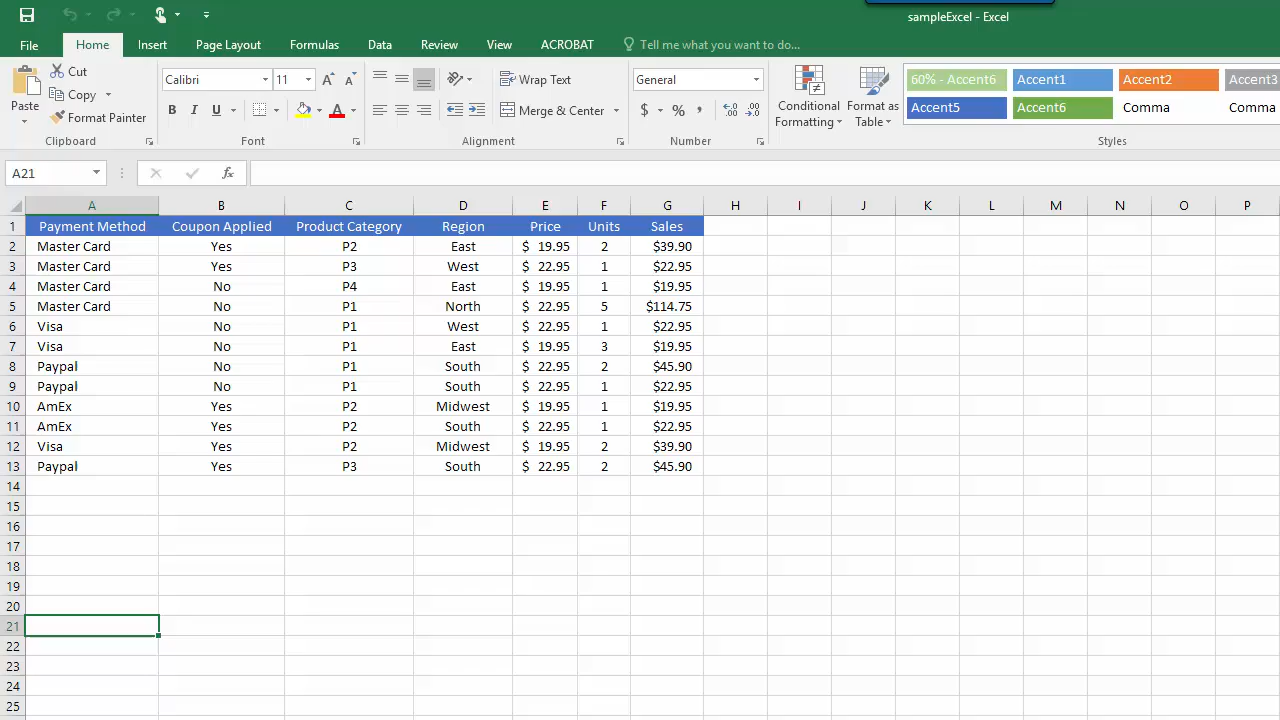 sampleExcel - Excel
File Home Insert Page Layout Formulas Data Review View ACROBAT Tell me what you want to do...
Paste
Cut
Copy
Format Painter
Clipboard
Calibri 11
B I U
Font
Wrap Text
Merge & Center
Alignment
General
$ % ,
Number
Conditional Formatting
Format as Table
60% - Accent6 Accent1 Accent2 Accent3
Accent5 Accent6 Comma Comma
Styles
A21 fx
A B C D E F G H I J K L M N O P
1 Payment Method Coupon Applied Product Category Region Price Units Sales
2 Master Card Yes P2 East $ 19.95 2 $39.90
3 Master Card Yes P3 West $ 22.95 1 $22.95
4 Master Card No P4 East $ 19.95 1 $19.95
5 Master Card No P1 North $ 22.95 5 $114.75
6 Visa No P1 West $ 22.95 1 $22.95
7 Visa No P1 East $ 19.95 3 $19.95
8 Paypal No P1 South $ 22.95 2 $45.90
9 Paypal No P1 South $ 22.95 1 $22.95
10 AmEx Yes P2 Midwest $ 19.95 1 $19.95
11 AmEx Yes P2 South $ 22.95 1 $22.95
12 Visa Yes P2 Midwest $ 19.95 2 $39.90
13 Paypal Yes P3 South $ 22.95 2 $45.90
14
15
16
17
18
19
20
21
22
23
24
25